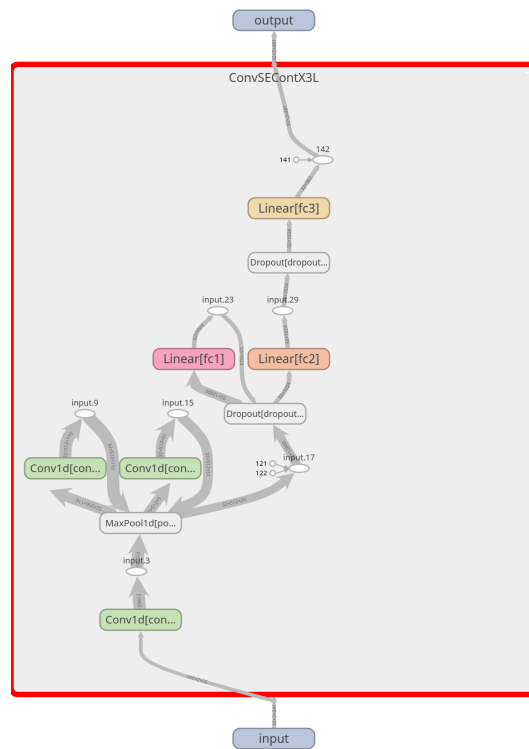 output
ConvSEContX3L
142
141
Linear[fc3]
Dropout[dropout...
input.23
input.29
Linear[fc1]
Linear[fc2]
input.9
input.15
Dropout[dropout...
Conv1d[con...
Conv1d[con...
input.17
121
122
MaxPool1d[po...
input.3
Conv1d[con...
input